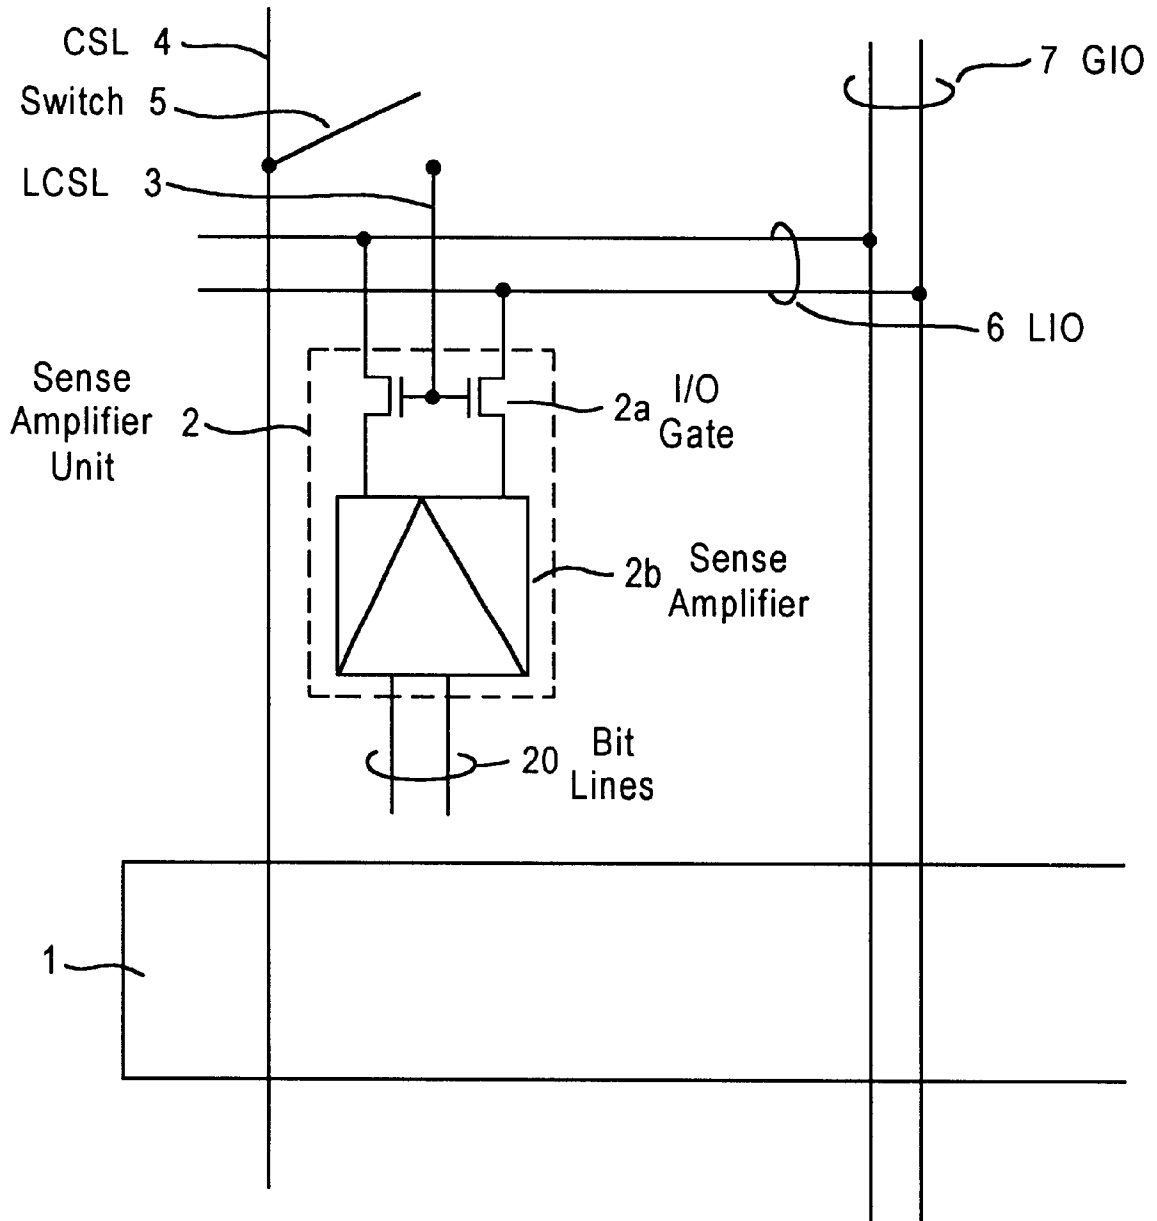 CSL 4
7 GIO
Switch 5
LCSL 3
6 LIO
Sense
Amplifier 2
Unit
2a I/O
Gate
2b Sense
Amplifier
20 Bit
Lines
1